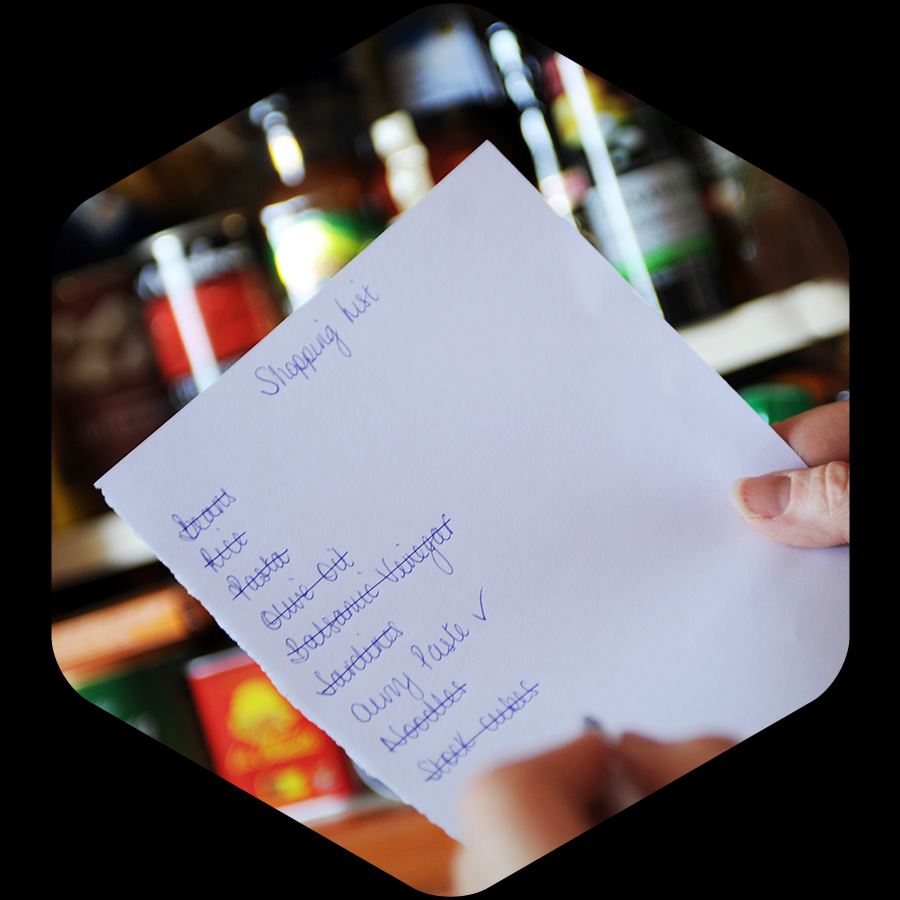 Shopping List
Beans
Rice
Pasta
Olive Oil
Balsamic Vinegar
Sardines
Curry Paste ✓
Noodles
Stock cubes